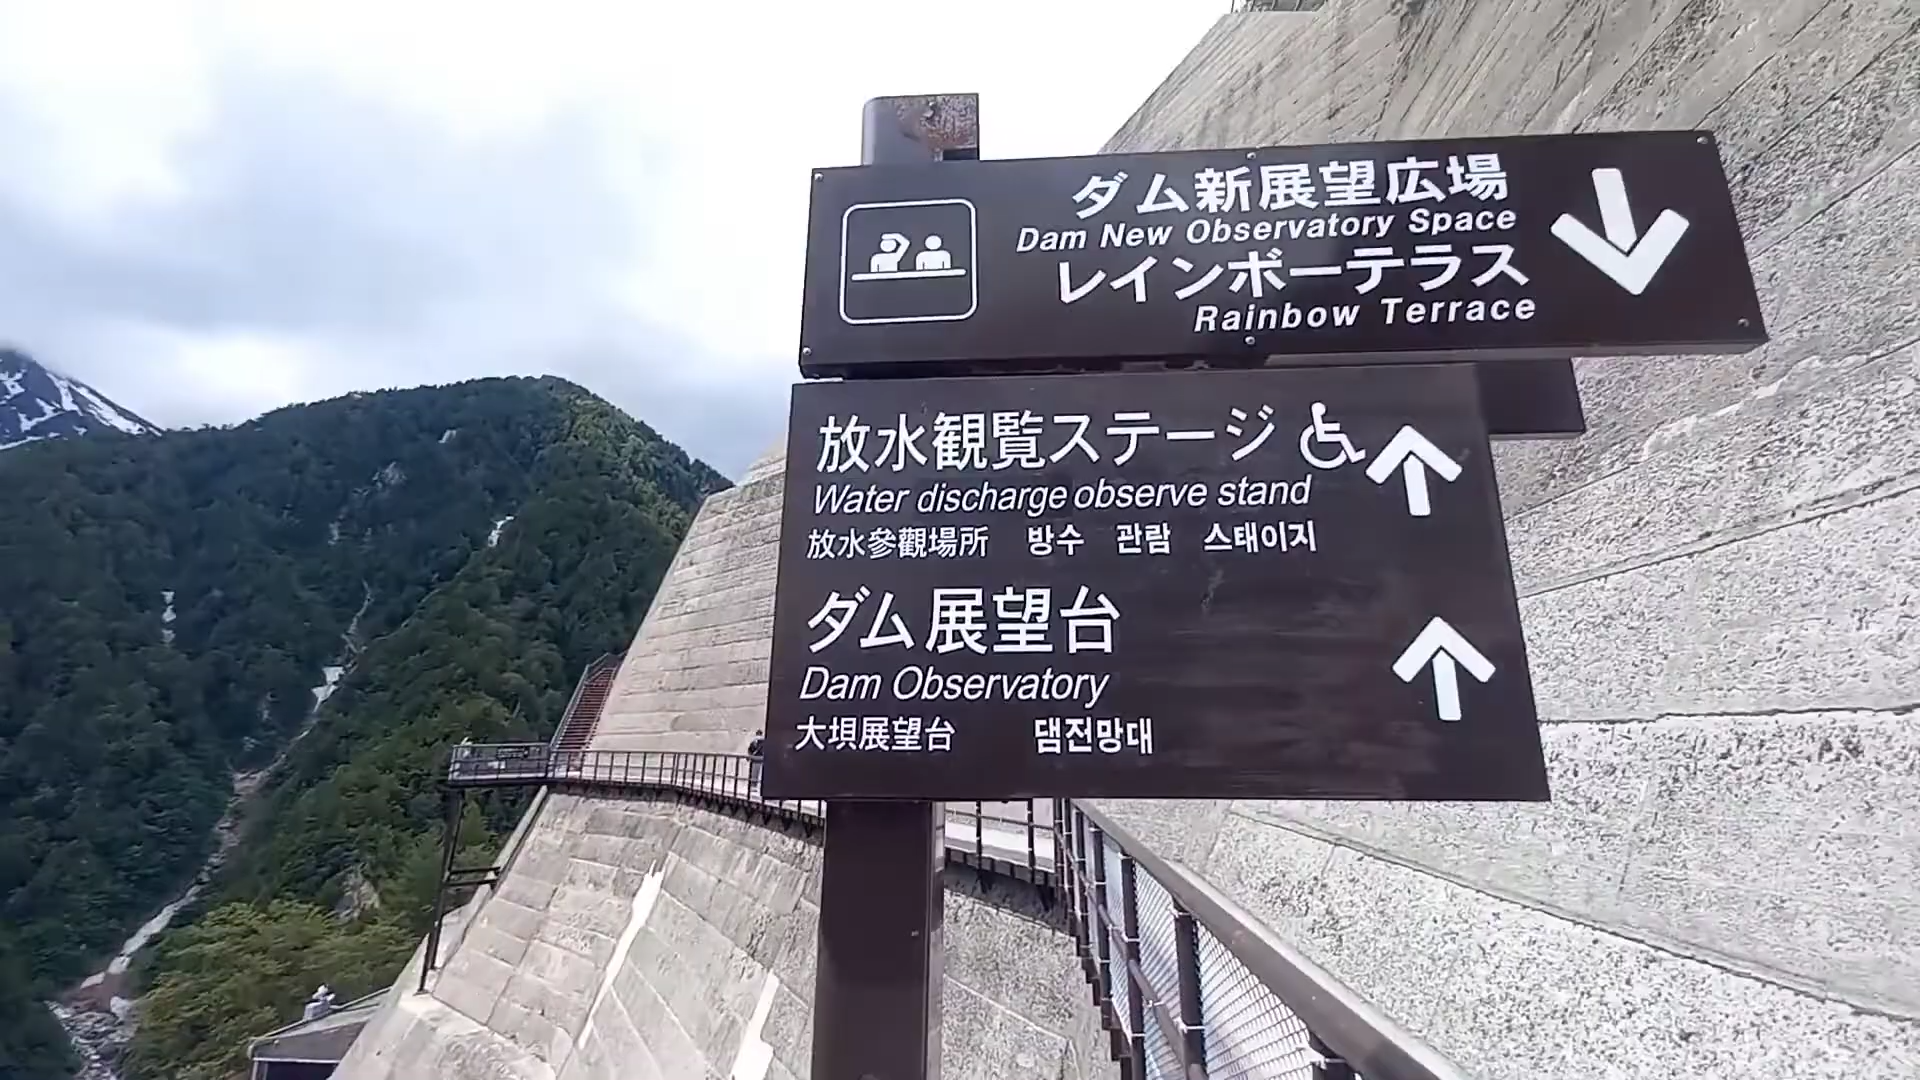 ダム新展望広場
Dam New Observatory Space
レインボーテラス
Rainbow Terrace
放水観覧ステージ
Water discharge observe stand
放水參觀場所 방수 관람 스태이지
ダム展望台
Dam Observatory
大坝展望台 댐전망대